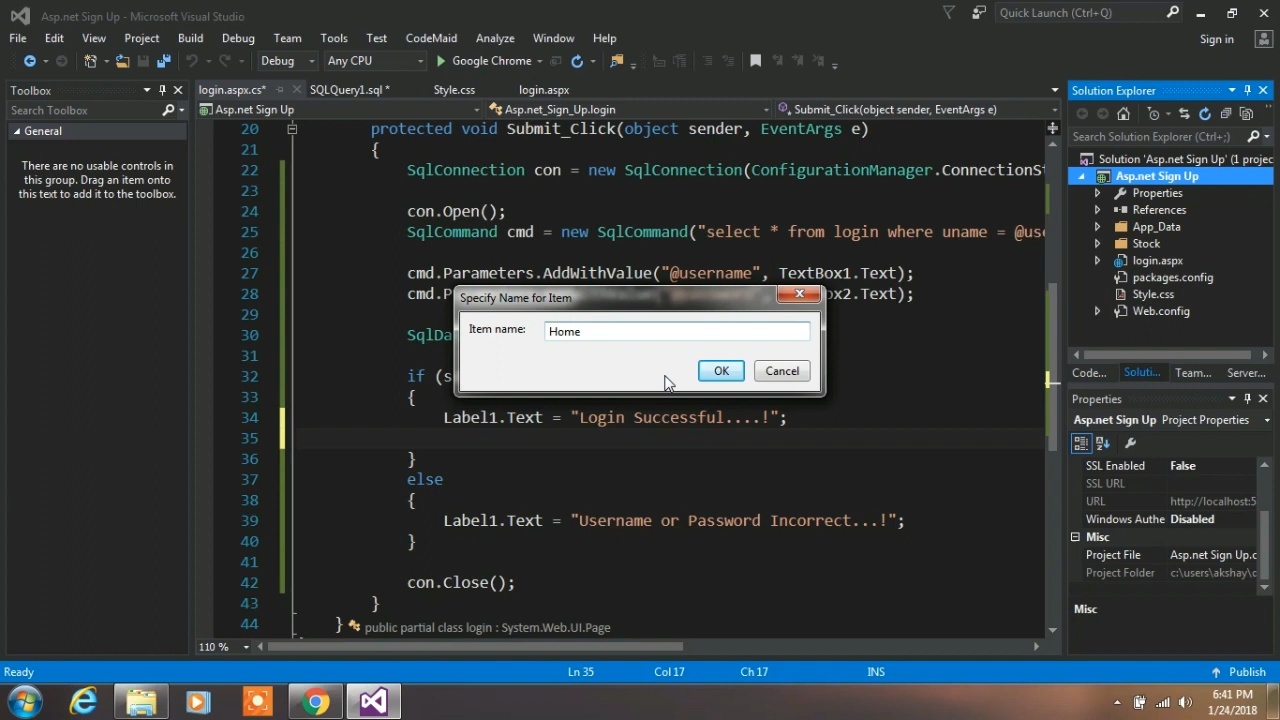 Asp.net Sign Up - Microsoft Visual Studio
Quick Launch (Ctrl+Q)
File Edit View Project Build Debug Team Tools Test CodeMaid Analyze Window Help
Sign in
Debug Any CPU Google Chrome
Toolbox
Search Toolbox
General
There are no usable controls in
this group. Drag an item onto
this text to add it to the toolbox.
login.aspx.cs* SQLQuery1.sql * Style.css login.aspx
Asp.net Sign Up Asp.net_Sign_Up.login Submit_Click(object sender, EventArgs e)
20 protected void Submit_Click(object sender, EventArgs e)
21 {
22 SqlConnection con = new SqlConnection(ConfigurationManager.ConnectionSt
23
24 con.Open();
25 SqlCommand cmd = new SqlCommand("select * from login where uname = @use
26
27 cmd.Parameters.AddWithValue("@username", TextBox1.Text);
28 cmd.P ox2.Text);
29
30 SqlDa
31
32 if (s
33 {
34 Label1.Text = "Login Successful....!";
35
36 }
37 else
38 {
39 Label1.Text = "Username or Password Incorrect...!";
40 }
41
42 con.Close();
43 }
44 } public partial class login : System.Web.UI.Page
110 %
Specify Name for Item
Item name: Home
OK Cancel
Solution Explorer
Search Solution Explorer (Ctrl+;)
Solution 'Asp.net Sign Up' (1 projec
Asp.net Sign Up
Properties
References
App_Data
Stock
login.aspx
packages.config
Style.css
Web.config
Code... Soluti... Team... Server...
Properties
Asp.net Sign Up Project Properties
SSL Enabled False
SSL URL
URL http://localhost:5
Windows Authe Disabled
Misc
Project File Asp.net Sign Up.c
Project Folder c:\users\akshay\c
Misc
Ready Ln 35 Col 17 Ch 17 INS Publish
6:41 PM
1/24/2018